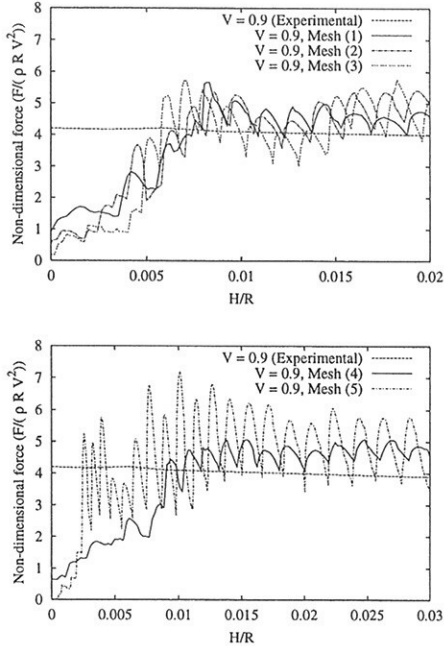 V = 0.9 (Experimental)
V = 0.9, Mesh (1)
V = 0.9, Mesh (2)
V = 0.9, Mesh (3)
Non-dimensional force (F/( ρ R V²))
8
7
6
5
4
3
2
1
0
0 0.005 0.01 0.015 0.02
H/R
V = 0.9 (Experimental)
V = 0.9, Mesh (4)
V = 0.9, Mesh (5)
Non-dimensional force (F/( ρ R V²))
8
7
6
5
4
3
2
1
0
0 0.005 0.01 0.015 0.02 0.025 0.03
H/R